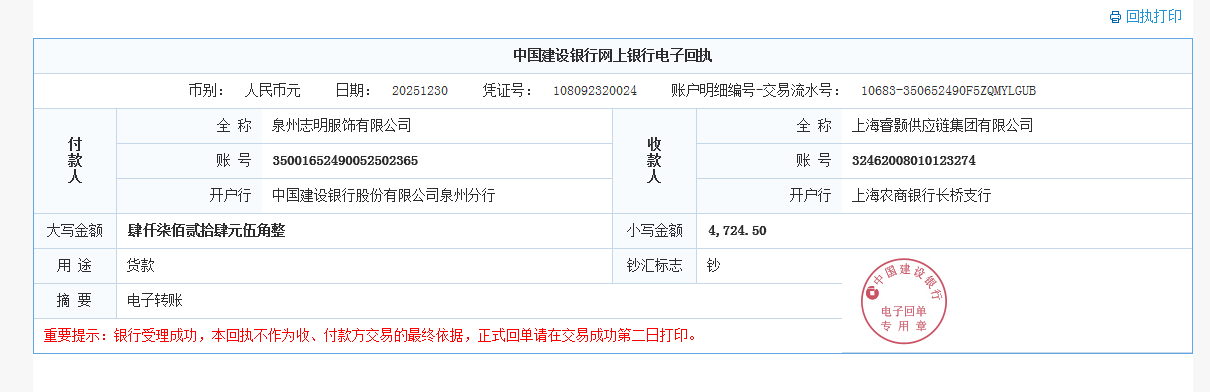 回执打印
中国建设银行网上银行电子回执
币别： 人民币元 日期： 20251230 凭证号： 108092320024 账户明细编号-交易流水号： 10683-350652490F5ZQMYLGUB
付款人 全 称 泉州志明服饰有限公司 收款人 全 称 上海睿颢供应链集团有限公司
账 号 35001652490052502365 账 号 32462008010123274
开户行 中国建设银行股份有限公司泉州分行 开户行 上海农商银行长桥支行
大写金额 肆仟柒佰贰拾肆元伍角整 小写金额 4,724.50
用 途 货款 钞汇标志 钞
摘 要 电子转账
中国建设银行
电子回单
专用章
重要提示：银行受理成功，本回执不作为收、付款方交易的最终依据，正式回单请在交易成功第二日打印。